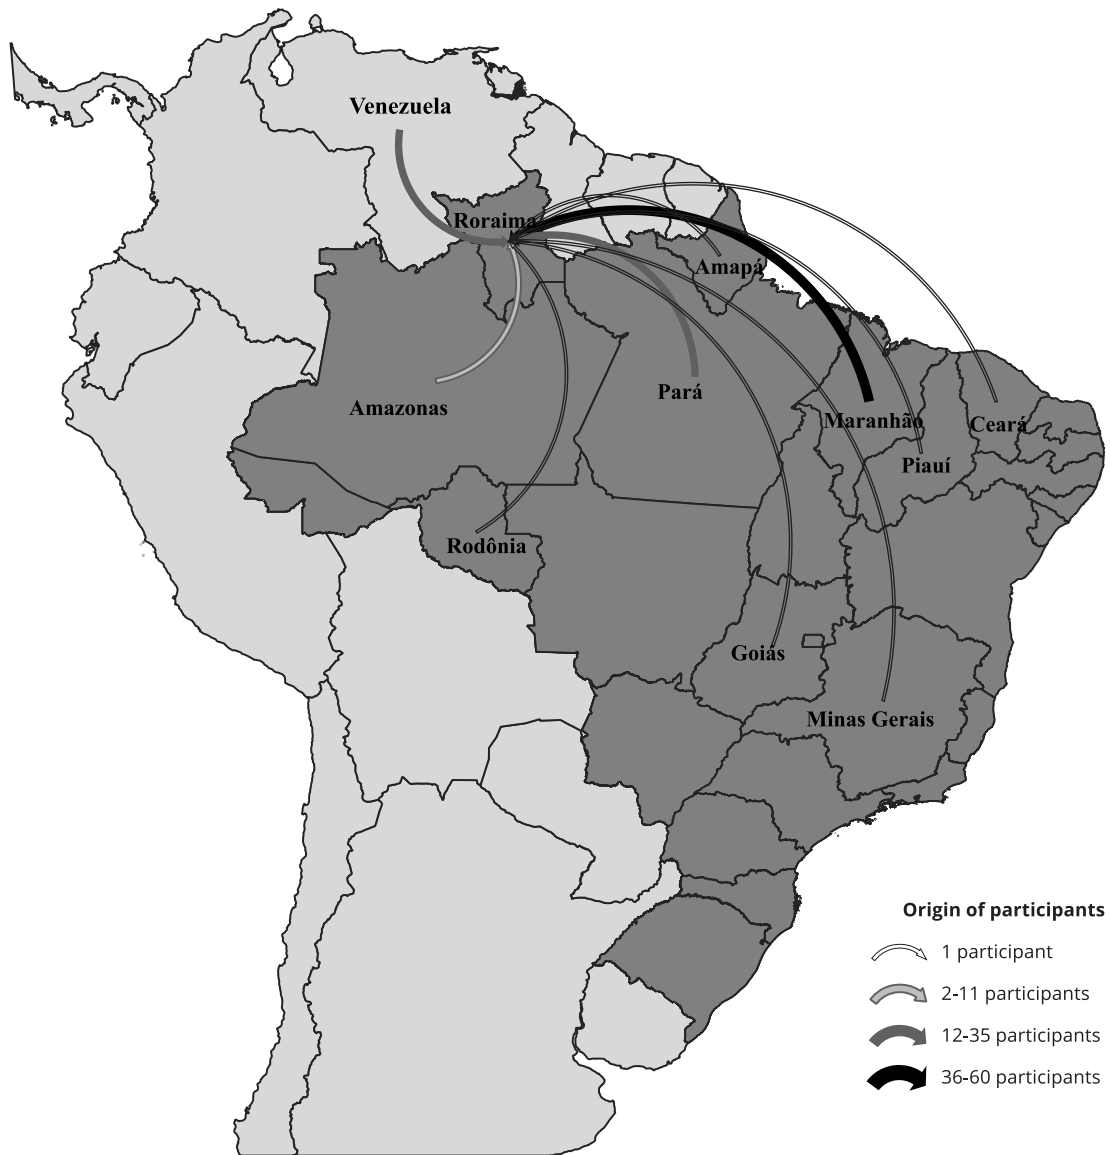 Venezuela
Roraima
Amapá
Amazonas
Pará
Maranhão
Ceará
Piauí
Rodônia
Goiás
Minas Gerais
Origin of participants
1 participant
2-11 participants
12-35 participants
36-60 participants